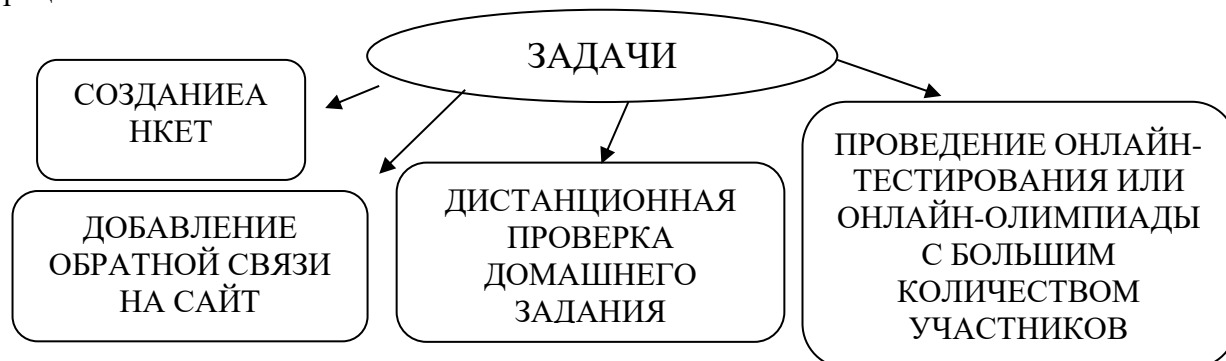 ЗАДАЧИ
СОЗДАНИЕА
НКЕТ
ДОБАВЛЕНИЕ
ОБРАТНОЙ СВЯЗИ
НА САЙТ
ДИСТАНЦИОННАЯ
ПРОВЕРКА
ДОМАШНЕГО
ЗАДАНИЯ
ПРОВЕДЕНИЕ ОНЛАЙН-
ТЕСТИРОВАНИЯ ИЛИ
ОНЛАЙН-ОЛИМПИАДЫ
С БОЛЬШИМ
КОЛИЧЕСТВОМ
УЧАСТНИКОВ